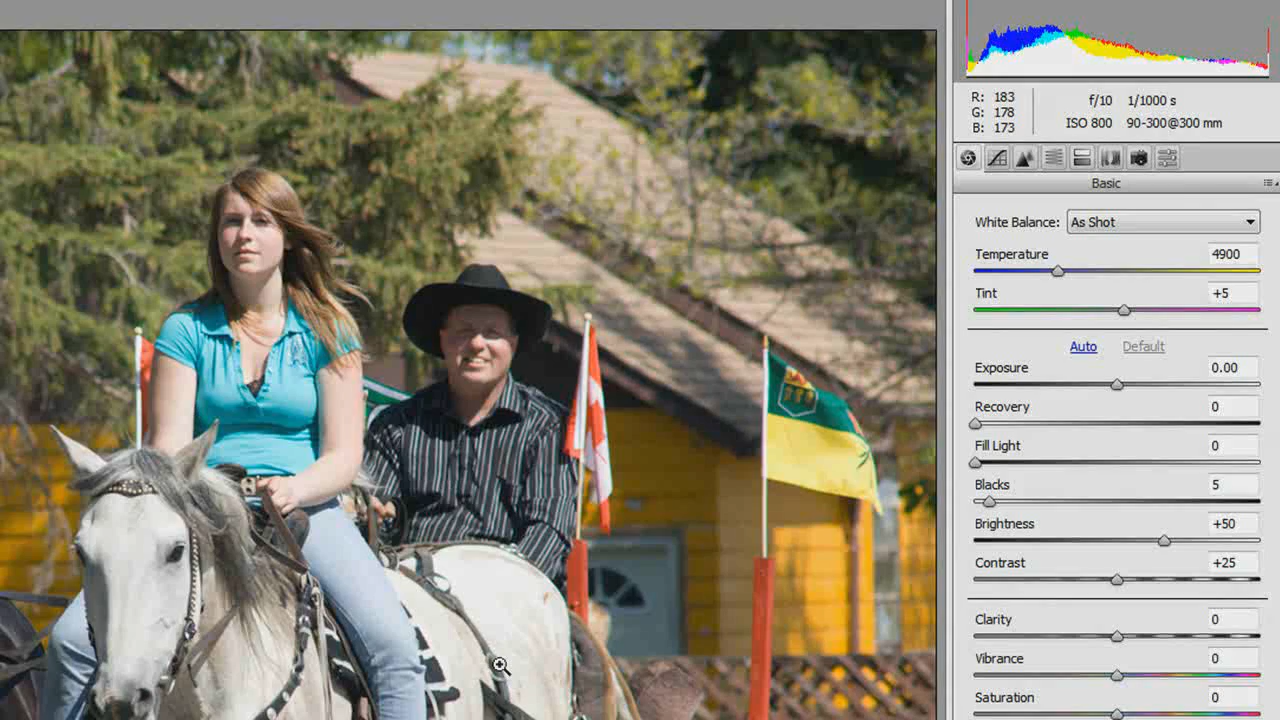 R: 183
G: 178
B: 173
f/10 1/1000 s
ISO 800 90-300@300 mm
Basic
White Balance: As Shot
Temperature 4900
Tint +5
Auto Default
Exposure 0.00
Recovery 0
Fill Light 0
Blacks 5
Brightness +50
Contrast +25
Clarity 0
Vibrance 0
Saturation 0